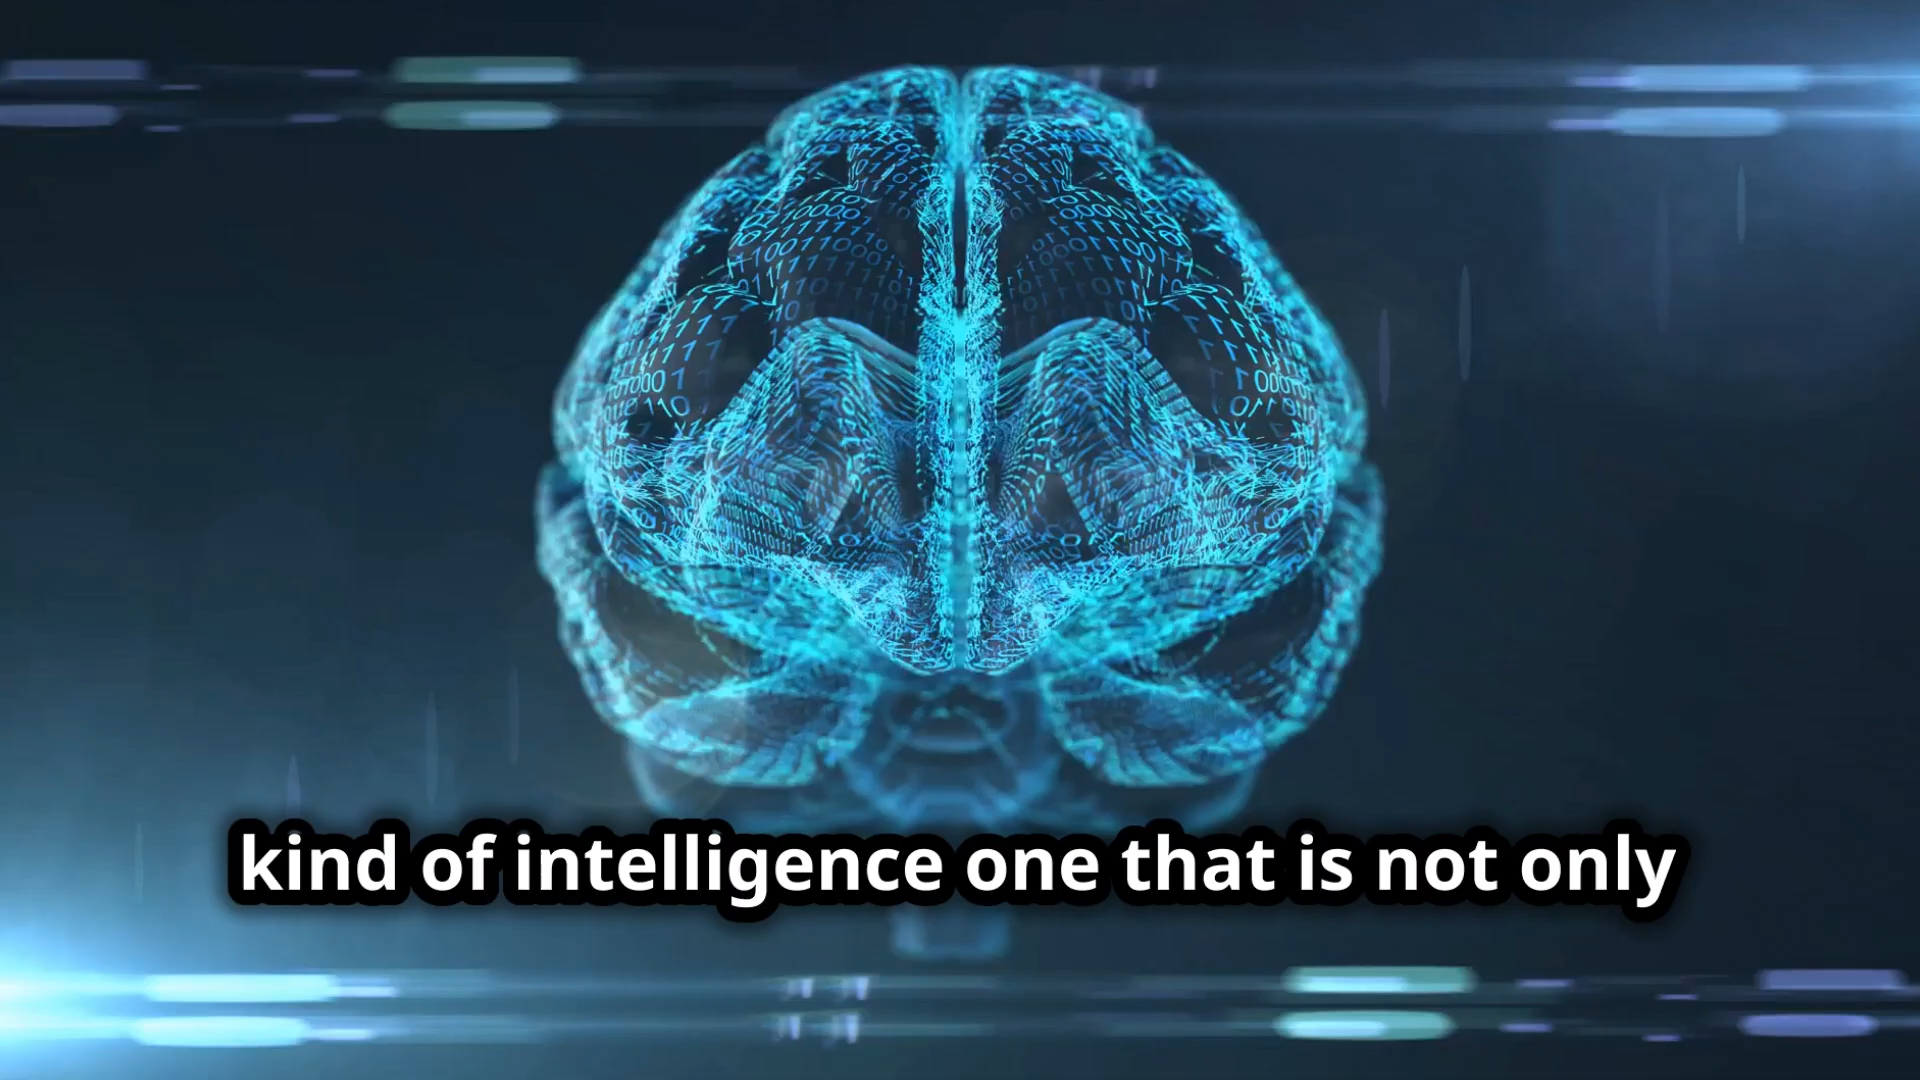 kind of intelligence one that is not only